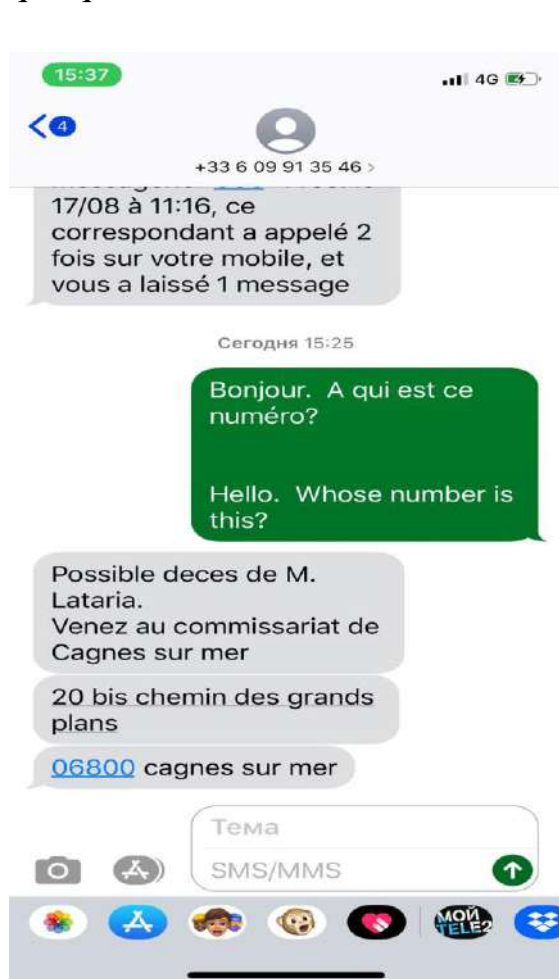 15:37
4G
4
+33 6 09 91 35 46 >
17/08 à 11:16, ce
correspondant a appelé 2
fois sur votre mobile, et
vous a laissé 1 message
Сегодня 15:25
Bonjour. A qui est ce
numéro?
Hello. Whose number is
this?
Possible deces de M.
Lataria.
Venez au commissariat de
Cagnes sur mer
20 bis chemin des grands
plans
06800 cagnes sur mer
Тема
SMS/MMS
МОЙ
TELE2